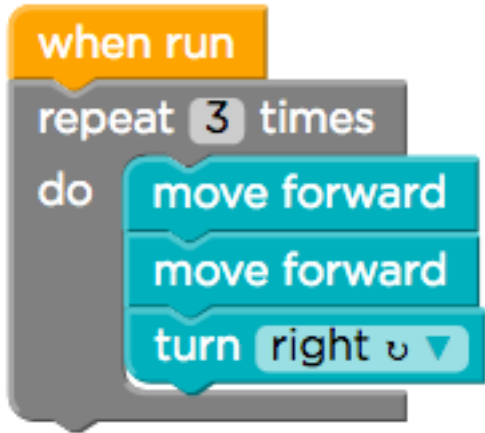 when run
repeat 3 times
do move forward
move forward
turn right ↻ ▼